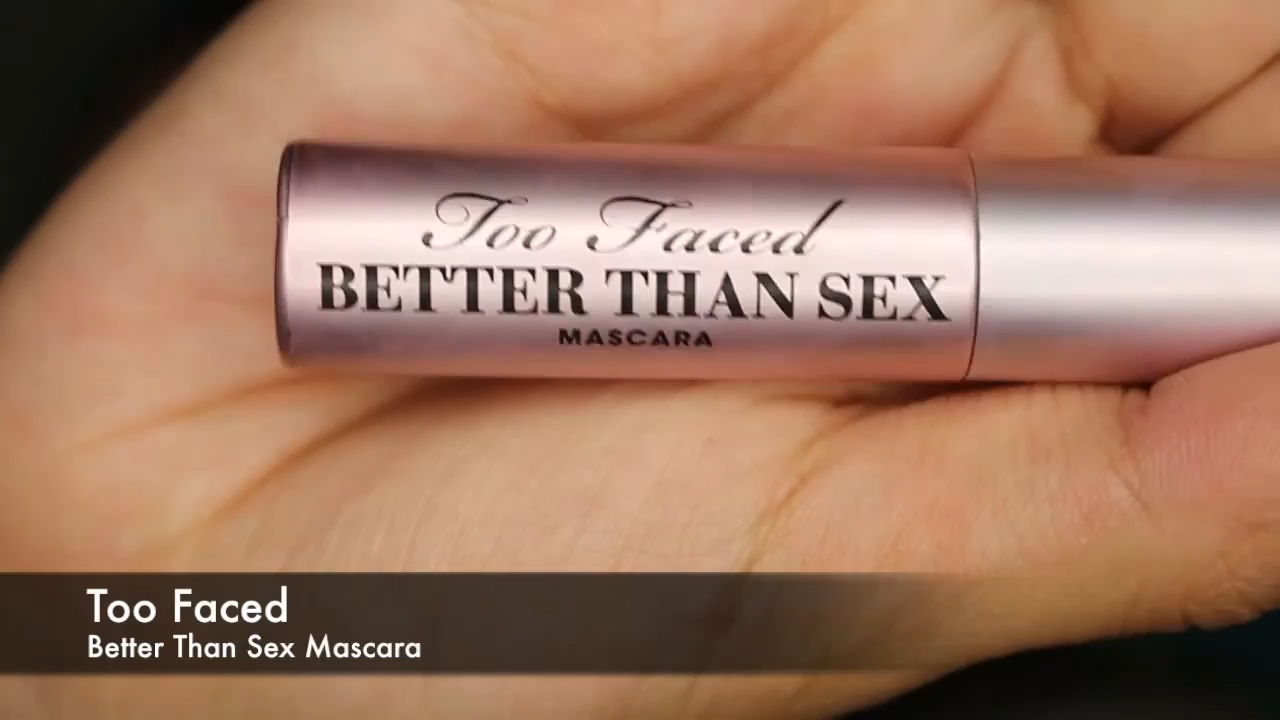 Too Faced
BETTER THAN SEX
MASCARA
Too Faced
Better Than Sex Mascara